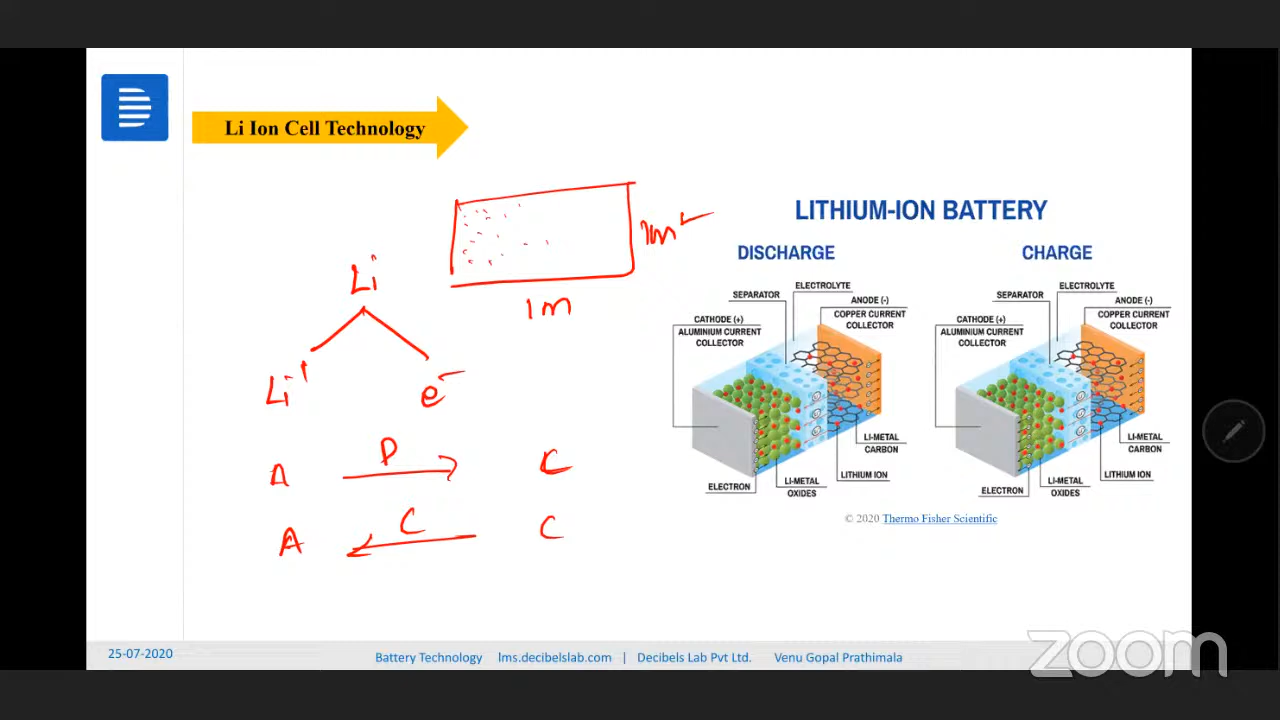 Li Ion Cell Technology
1m
Li
Li+
e-
A D C
A C C
LITHIUM-ION BATTERY
DISCHARGE
SEPARATOR
ELECTROLYTE
ANODE (-)
COPPER CURRENT
COLLECTOR
CATHODE (+)
ALUMINIUM CURRENT
COLLECTOR
LI-METAL
CARBON
LITHIUM ION
LI-METAL
OXIDES
ELECTRON
CHARGE
SEPARATOR
ELECTROLYTE
ANODE (-)
COPPER CURRENT
COLLECTOR
CATHODE (+)
ALUMINIUM CURRENT
COLLECTOR
LI-METAL
CARBON
LITHIUM ION
LI-METAL
OXIDES
ELECTRON
© 2020 Thermo Fisher Scientific
25-07-2020
Battery Technology lms.decibelslab.com | Decibels Lab Pvt Ltd. Venu Gopal Prathimala
zoom